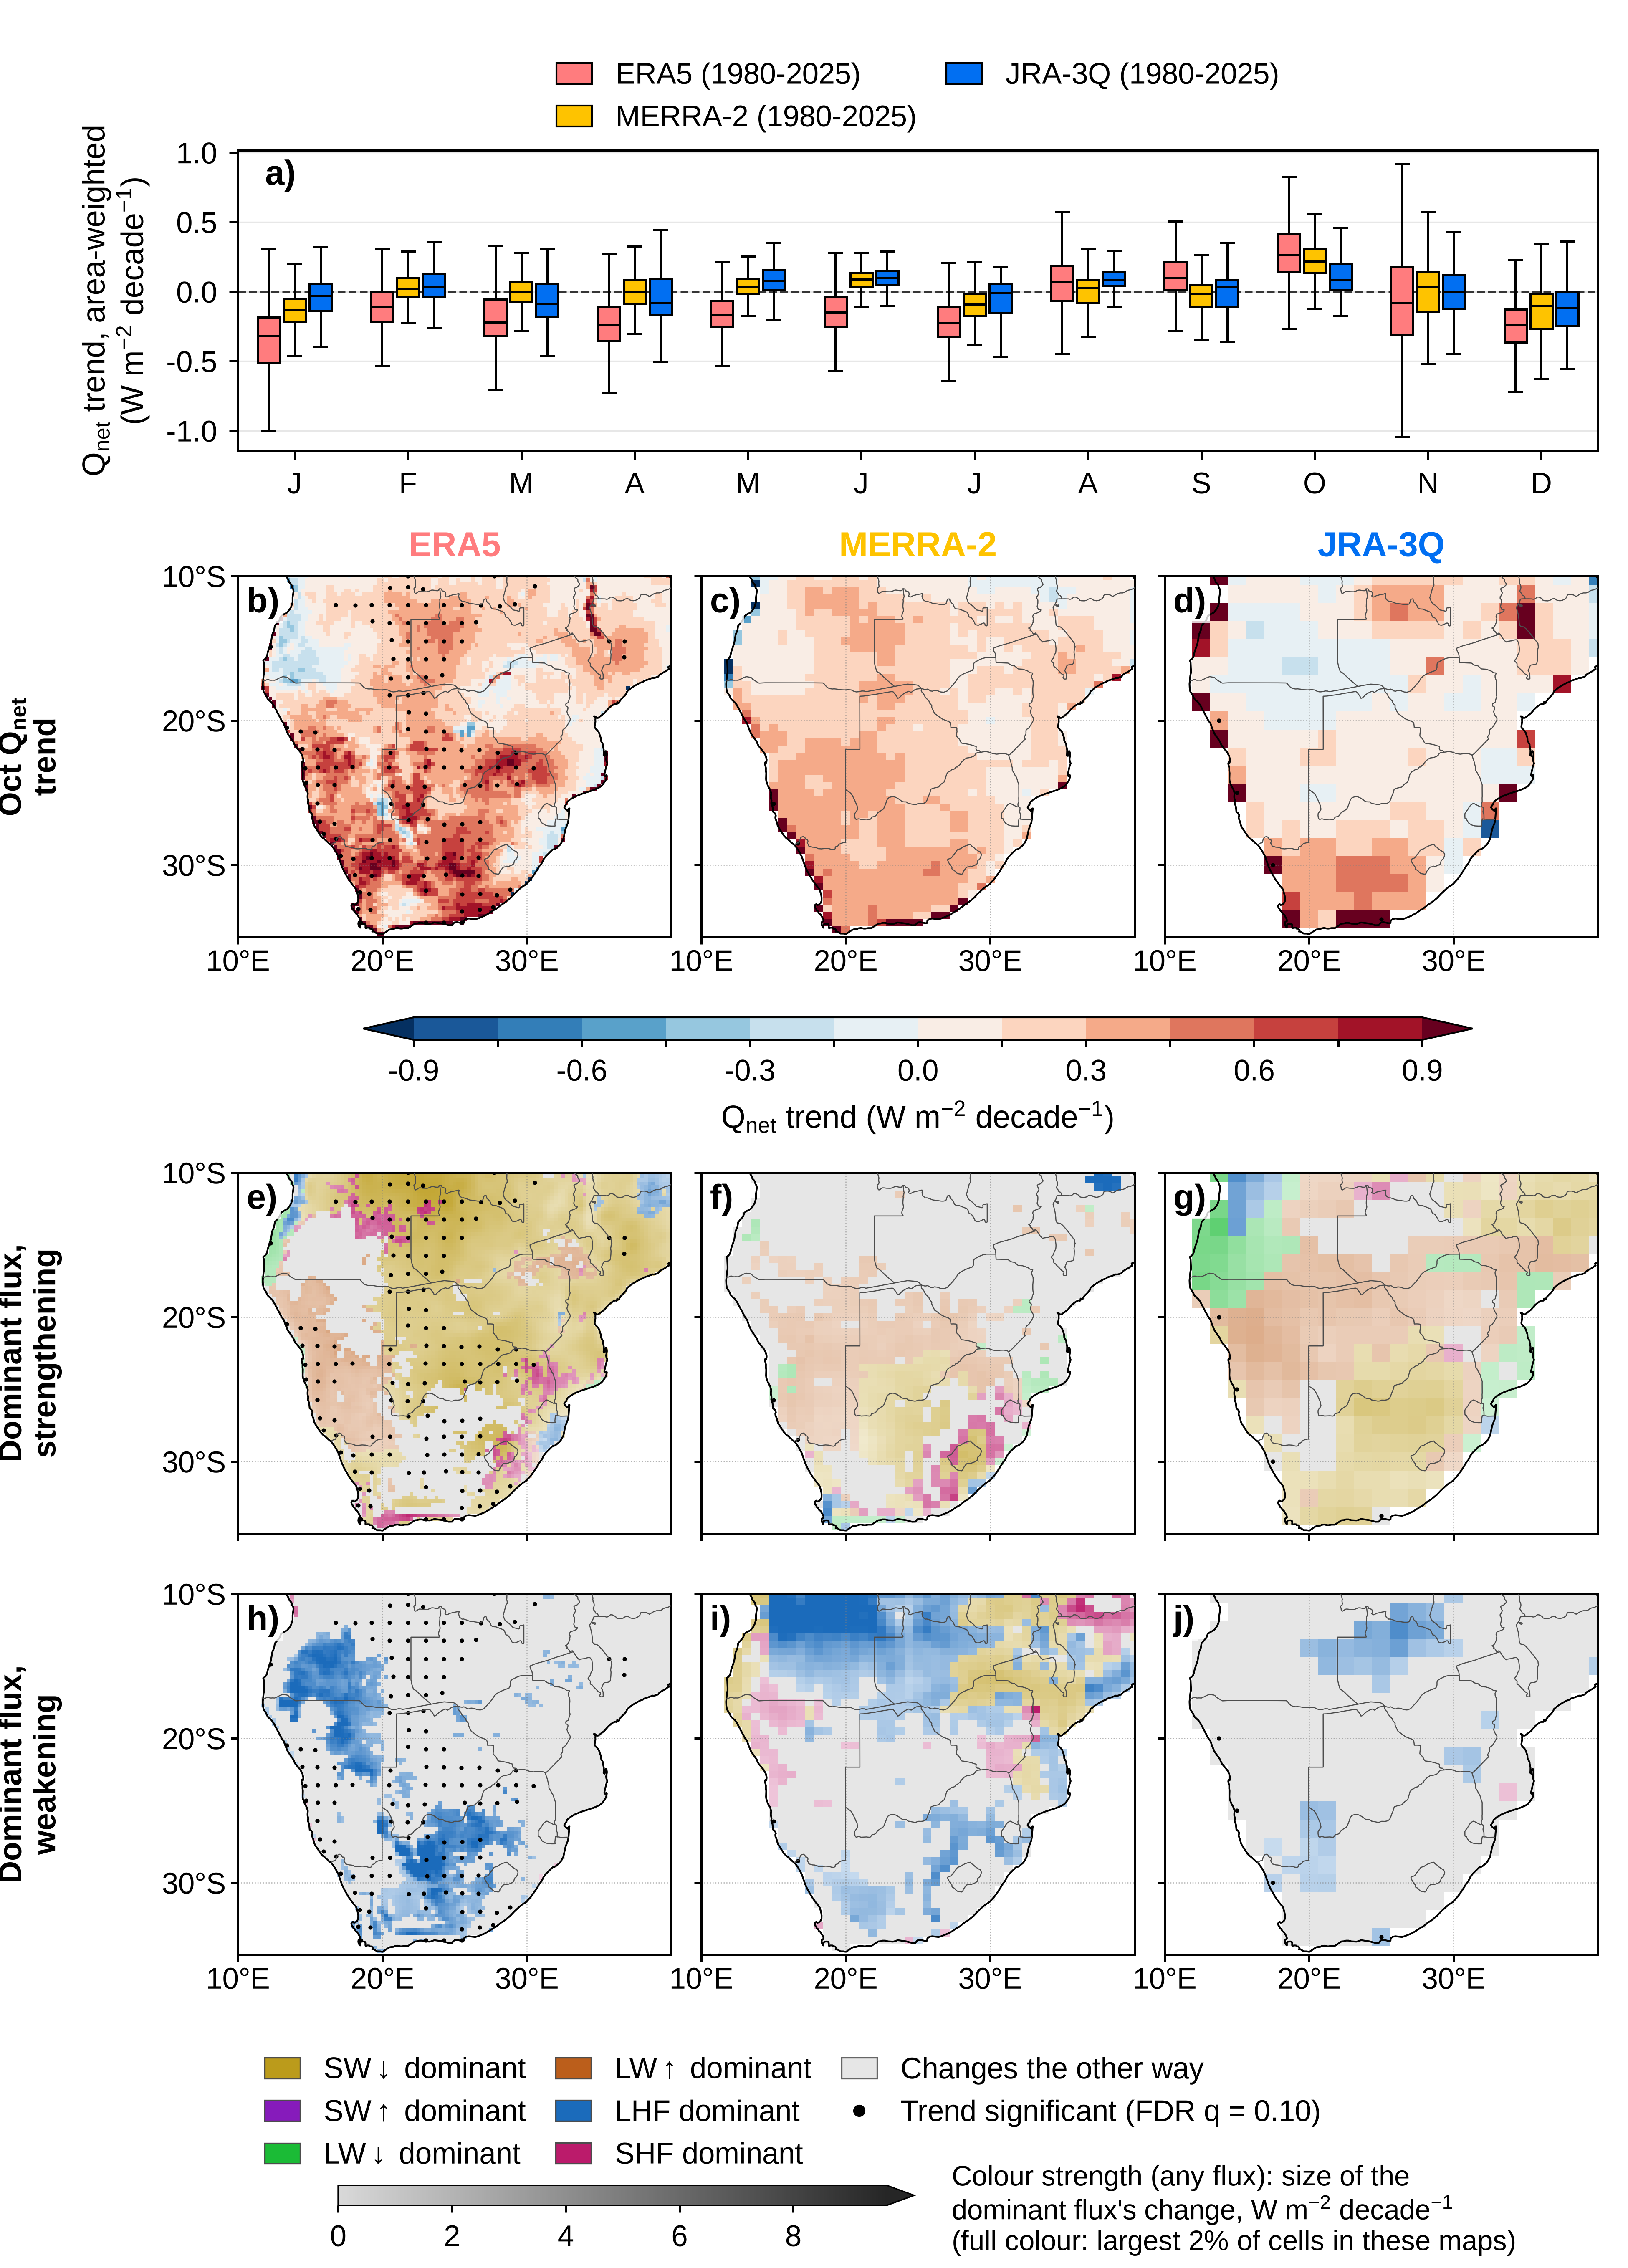 ERA5 (1980-2025)
JRA-3Q (1980-2025)
MERRA-2 (1980-2025)
Qnet trend, area-weighted
(W m−2 decade−1)
a)
1.0
0.5
0.0
-0.5
-1.0
J F M A M J J A S O N D
ERA5
MERRA-2
JRA-3Q
Oct Qnet
trend
b)
c)
d)
10°S
20°S
30°S
10°E 20°E 30°E
10°E 20°E 30°E
10°E 20°E 30°E
-0.9 -0.6 -0.3 0.0 0.3 0.6 0.9
Qnet trend (W m−2 decade−1)
Dominant flux,
strengthening
e)
f)
g)
10°S
20°S
30°S
Dominant flux,
weakening
h)
i)
j)
10°S
20°S
30°S
10°E 20°E 30°E
10°E 20°E 30°E
10°E 20°E 30°E
SW↓ dominant
LW↑ dominant
Changes the other way
SW↑ dominant
LHF dominant
Trend significant (FDR q = 0.10)
LW↓ dominant
SHF dominant
0 2 4 6 8
Colour strength (any flux): size of the
dominant flux's change, W m−2 decade−1
(full colour: largest 2% of cells in these maps)